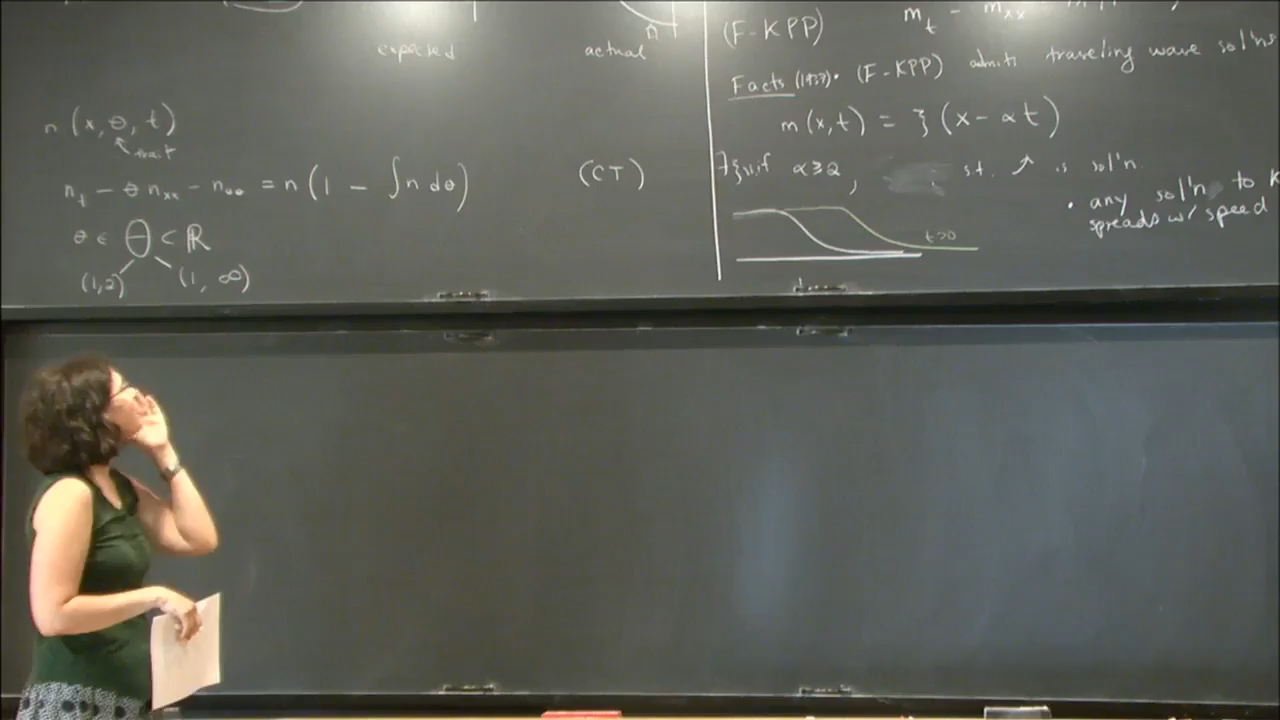 expected actual
n (x, θ, t)
trait
n_t − θ n_xx − n_θθ = n (1 − ∫ n dθ) (CT)
θ ∈ Θ ⊂ ℝ
(1,2) (1, ∞)
n
(F-KPP) m_t − m_xx
Facts (1937)• (F-KPP) admits traveling wave sol'ns
m(x,t) = ξ(x − αt)
∃ ξ iff α≥2, s.t. ↗ is sol'n
• any sol'n to
spreads w/ speed
t>0